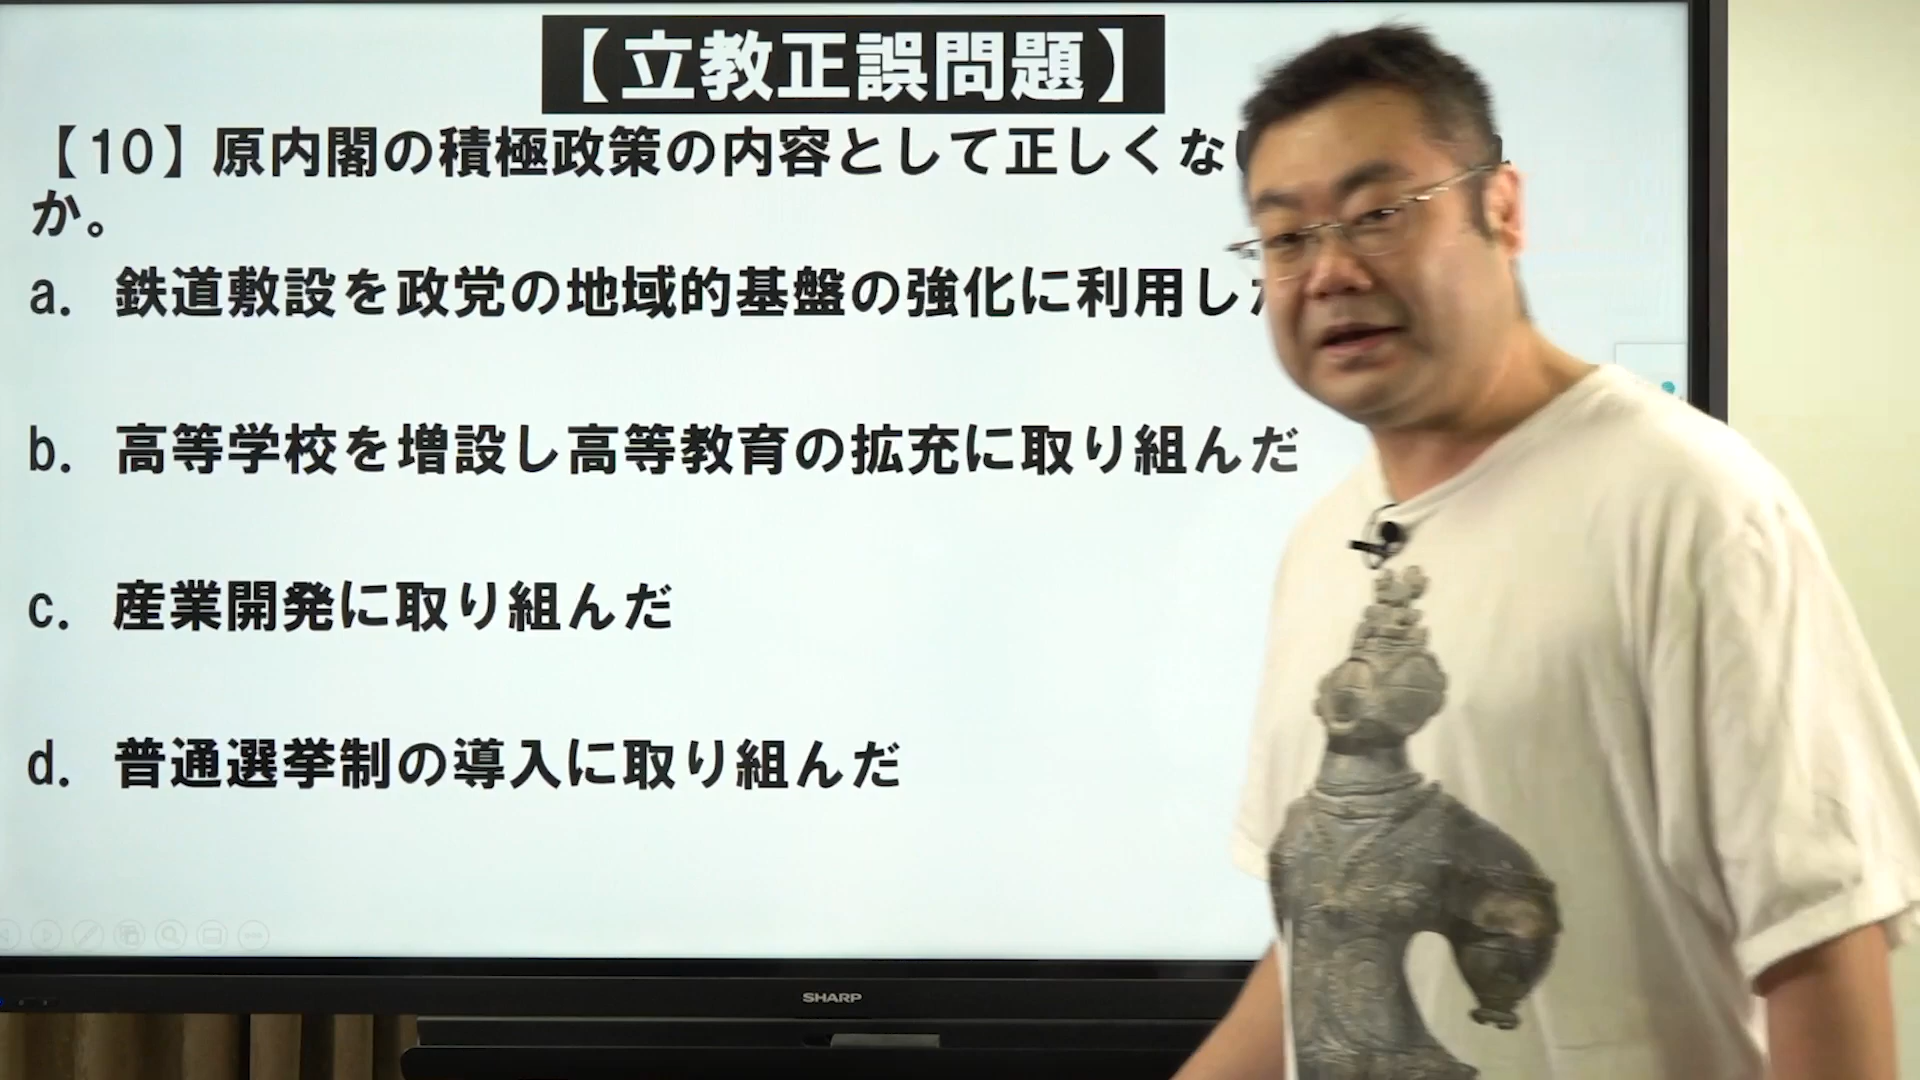 【立教正誤問題】
【10】原内閣の積極政策の内容として正しくな
か。
a. 鉄道敷設を政党の地域的基盤の強化に利用し
b. 高等学校を増設し高等教育の拡充に取り組んだ
c. 産業開発に取り組んだ
d. 普通選挙制の導入に取り組んだ
SHARP